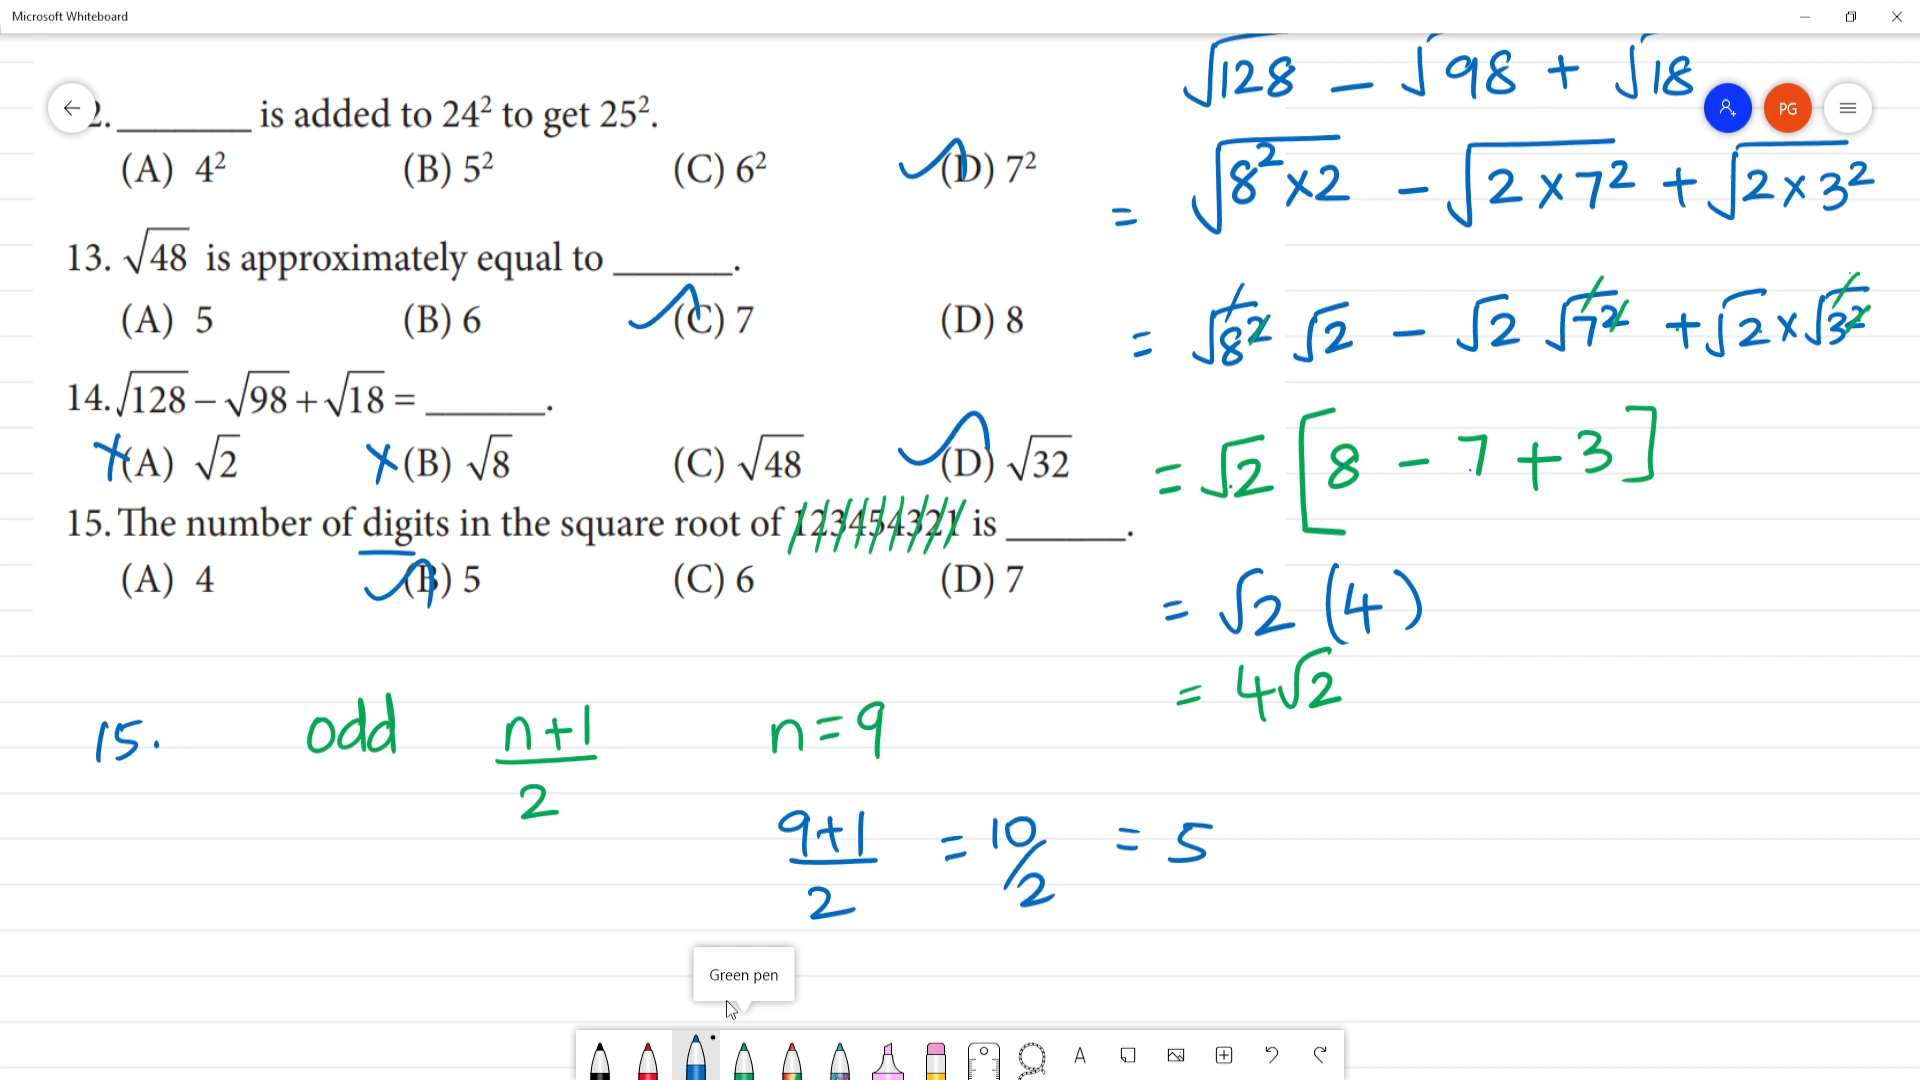 Microsoft Whiteboard
2. ______ is added to 24² to get 25².
(A) 4² (B) 5² (C) 6² (D) 7²
13. √48 is approximately equal to ______.
(A) 5 (B) 6 (C) 7 (D) 8
14. √128 – √98 + √18 = ______.
(A) √2 (B) √8 (C) √48 (D) √32
15. The number of digits in the square root of 123454321 is ______.
(A) 4 (B) 5 (C) 6 (D) 7
√128 – √98 + √18
PG
= √8²×2 – √2×7² + √2×3²
= √8² √2 – √2 √7² + √2 × √3²
= √2 [8 – 7 + 3]
= √2 (4)
= 4√2
15. odd n+1/2 n=9
9+1/2 = 10/2 = 5
Green pen
A